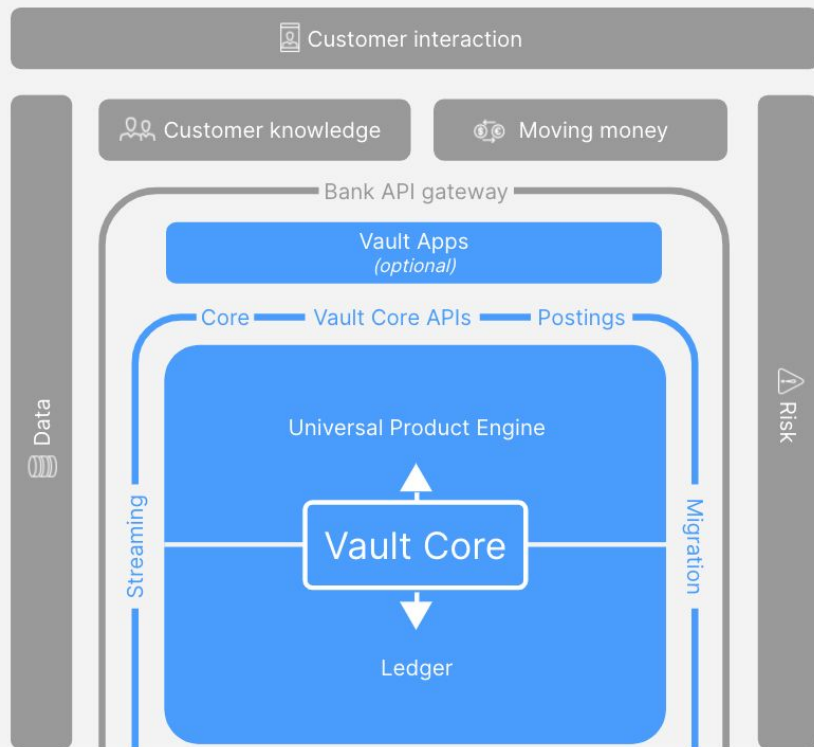 Customer interaction
Customer knowledge
Moving money
Bank API gateway
Vault Apps
(optional)
Core
Vault Core APIs
Postings
Data
Risk
Universal Product Engine
Streaming
Vault Core
Migration
Ledger